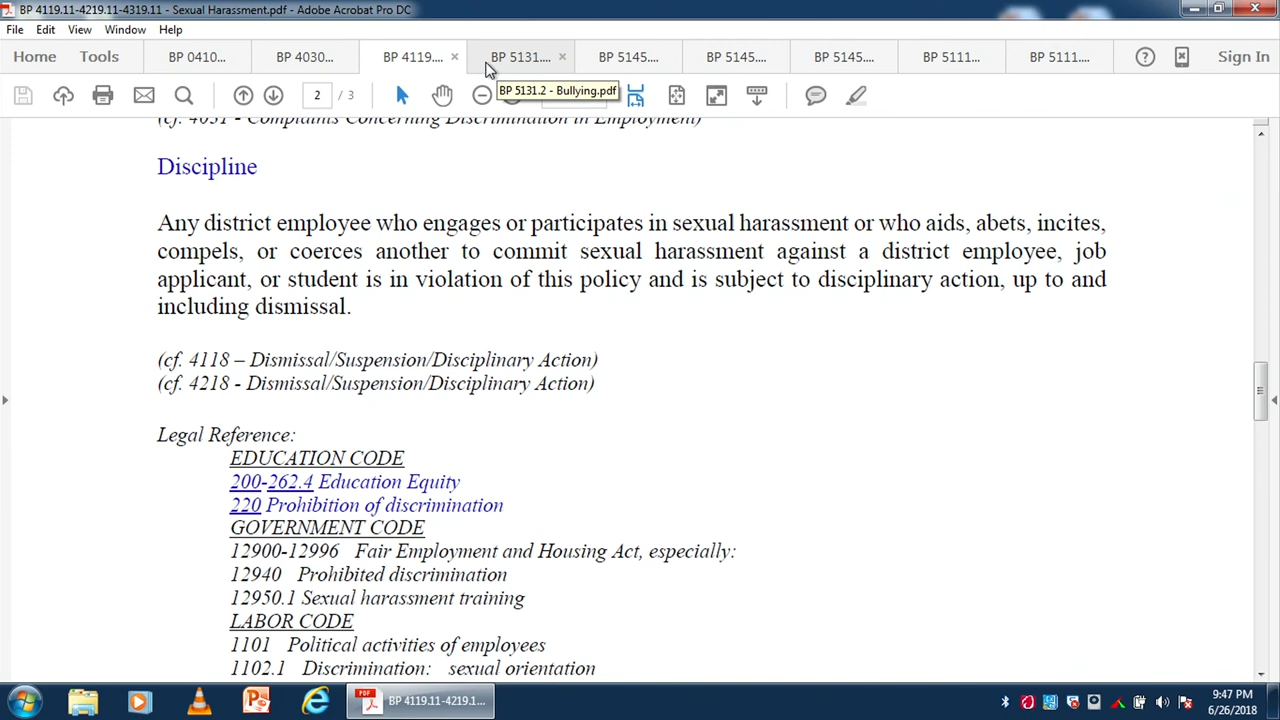 BP 4119.11-4219.11-4319.11 - Sexual Harassment.pdf - Adobe Acrobat Pro DC
File Edit View Window Help
Home Tools BP 0410... BP 4030... BP 4119.... BP 5131.... BP 5145.... BP 5145.... BP 5145.... BP 5111.... BP 5111.... Sign In
2 / 3
BP 5131.2 - Bullying.pdf
(cf. 4031 - Complaints Concerning Discrimination in Employment)
Discipline
Any district employee who engages or participates in sexual harassment or who aids, abets, incites,
compels, or coerces another to commit sexual harassment against a district employee, job
applicant, or student is in violation of this policy and is subject to disciplinary action, up to and
including dismissal.
(cf. 4118 – Dismissal/Suspension/Disciplinary Action)
(cf. 4218 - Dismissal/Suspension/Disciplinary Action)
Legal Reference:
EDUCATION CODE
200-262.4 Education Equity
220 Prohibition of discrimination
GOVERNMENT CODE
12900-12996 Fair Employment and Housing Act, especially:
12940 Prohibited discrimination
12950.1 Sexual harassment training
LABOR CODE
1101 Political activities of employees
1102.1 Discrimination: sexual orientation
BP 4119.11-4219.1...
9:47 PM
6/26/2018